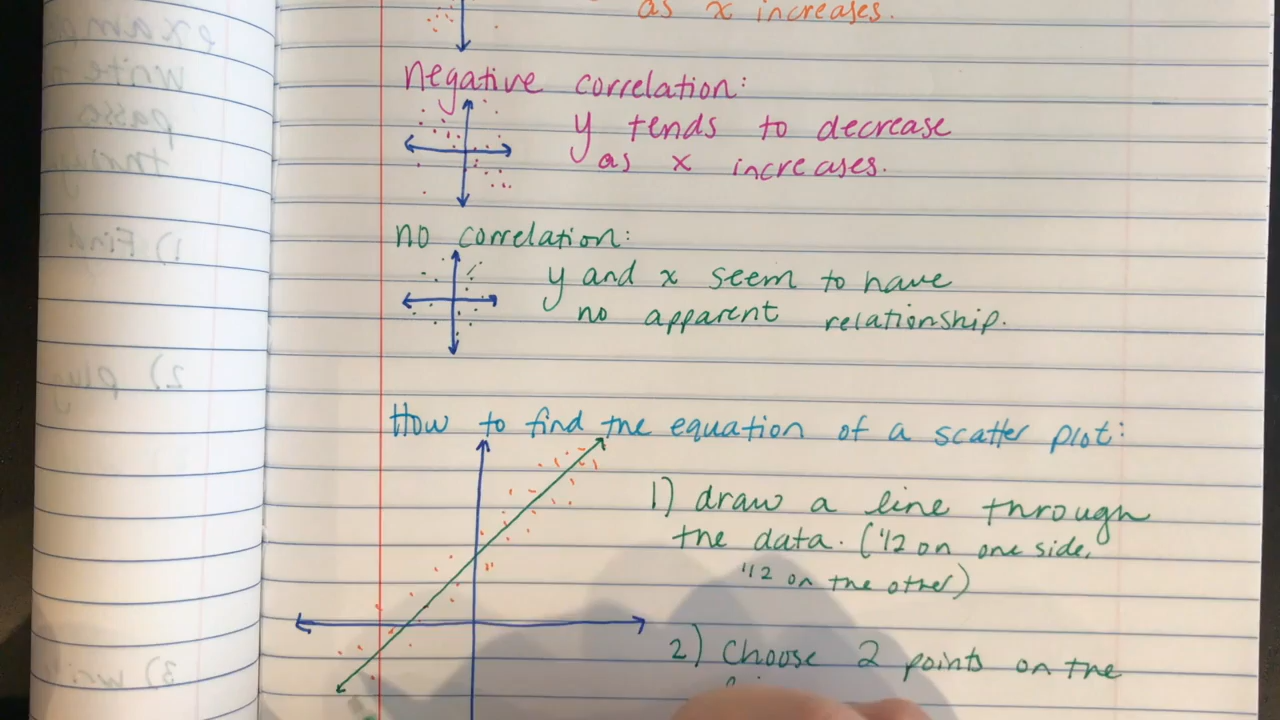 as x increases.
negative correlation:
y tends to decrease
as x increases.
no correlation:
y and x seem to have
no apparent relationship.
How to find the equation of a scatter plot:
1) draw a line through
the data. (1/2 on one side,
1/2 on the other)
2) Choose 2 points on the